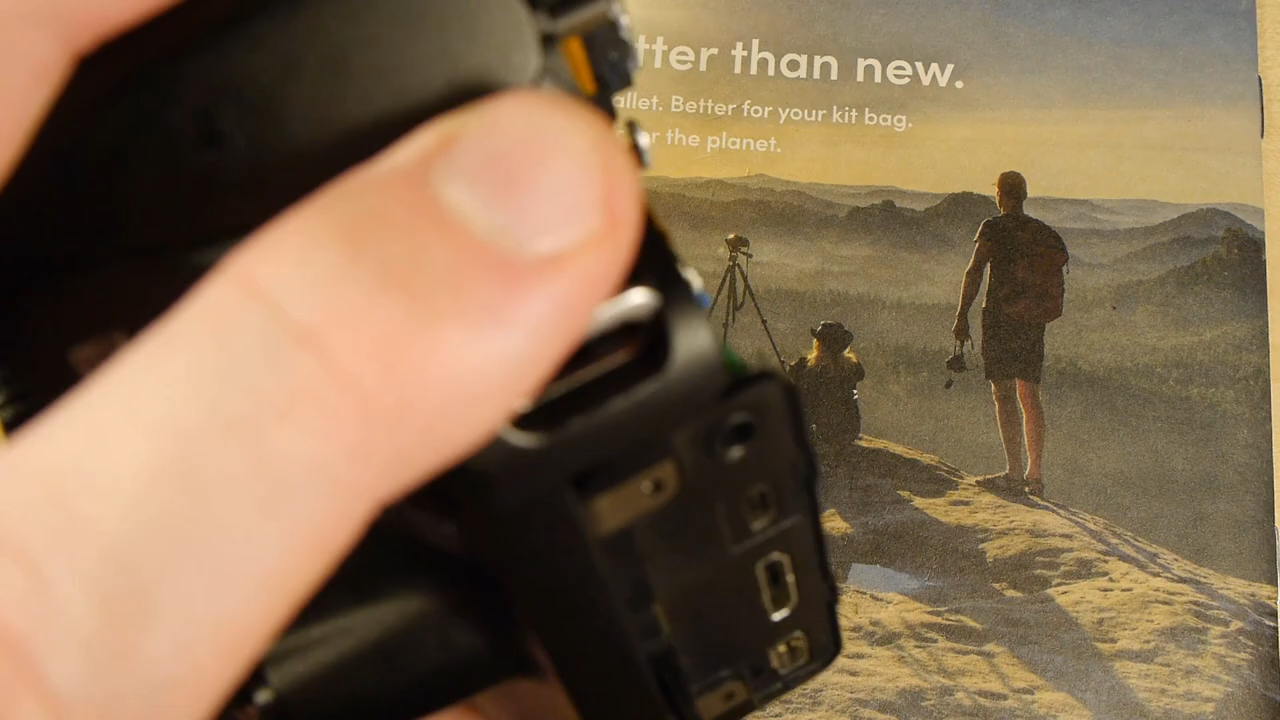 tter than new.
allet. Better for your kit bag.
r the planet.